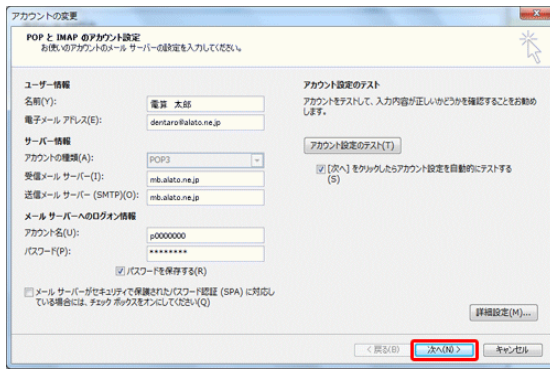 アカウントの変更
POP と IMAP のアカウント設定
お使いのアカウントのメール サーバーの設定を入力してください。
ユーザー情報
名前(Y):
電算 太郎
電子メール アドレス(E):
dentaro@alato.ne.jp
サーバー情報
アカウントの種類(A):
POP3
受信メール サーバー(I):
mb.alato.ne.jp
送信メール サーバー (SMTP)(O):
mb.alato.ne.jp
メール サーバーへのログオン情報
アカウント名(U):
p0000000
パスワード(P):
********
パスワードを保存する(R)
メール サーバーがセキュリティで保護されたパスワード認証 (SPA) に対応し
ている場合には、チェック ボックスをオンにしてください(Q)
アカウント設定のテスト
アカウントをテストして、入力内容が正しいかどうかを確認することをお勧め
します。
アカウント設定のテスト(T)
[次へ] をクリックしたらアカウント設定を自動的にテストする
(S)
詳細設定(M)...
< 戻る(B)
次へ(N) >
キャンセル